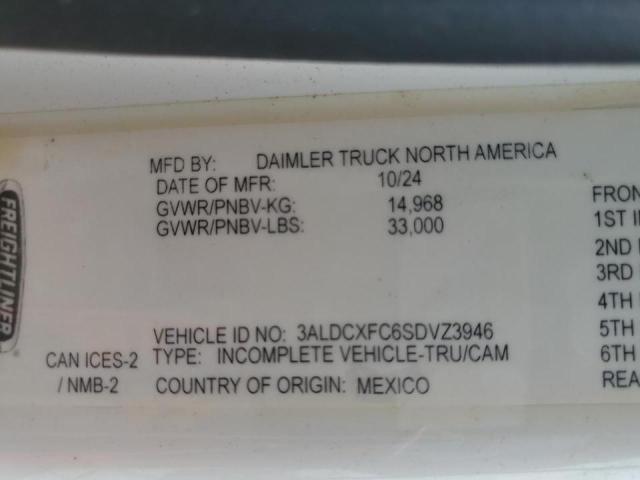 MFD BY: DAIMLER TRUCK NORTH AMERICA
DATE OF MFR: 10/24
GVWR/PNBV-KG: 14,968
GVWR/PNBV-LBS: 33,000
VEHICLE ID NO: 3ALDCXFC6SDVZ3946
CAN ICES-2 TYPE: INCOMPLETE VEHICLE-TRU/CAM
/ NMB-2 COUNTRY OF ORIGIN: MEXICO
FREIGHTLINER
FRON
1ST I
2ND
3RD
4TH
5TH
6TH
REA